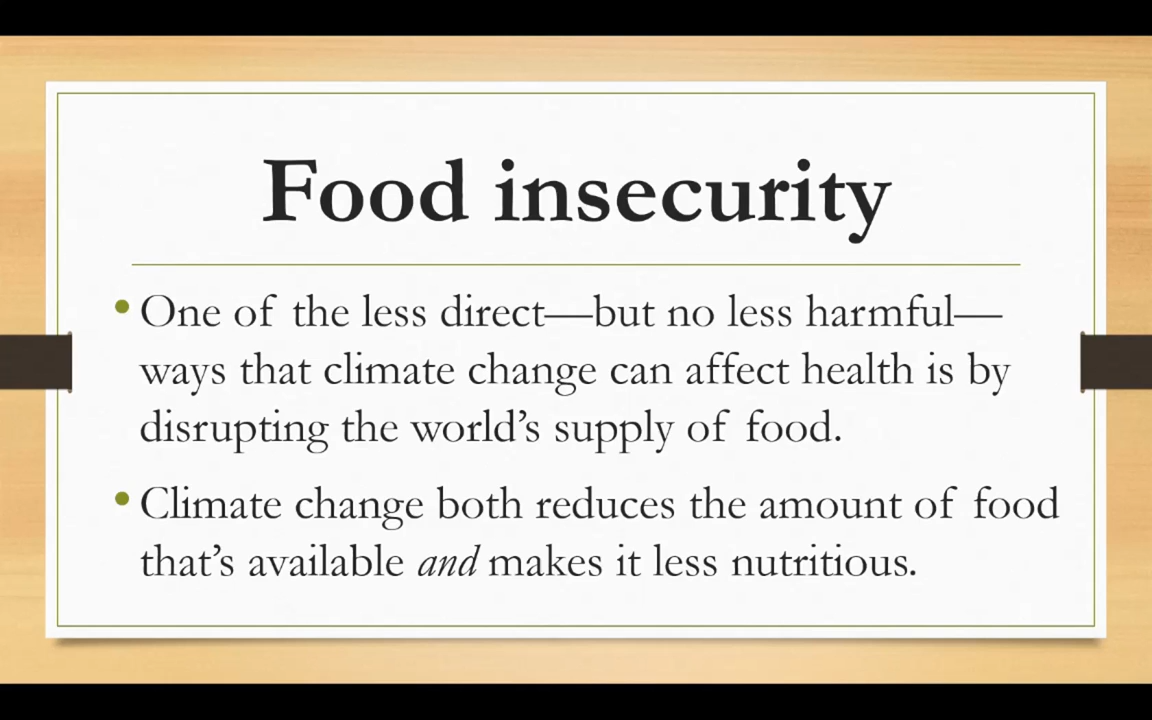 Food insecurity
• One of the less direct—but no less harmful—
ways that climate change can affect health is by
disrupting the world’s supply of food.
• Climate change both reduces the amount of food
that’s available and makes it less nutritious.